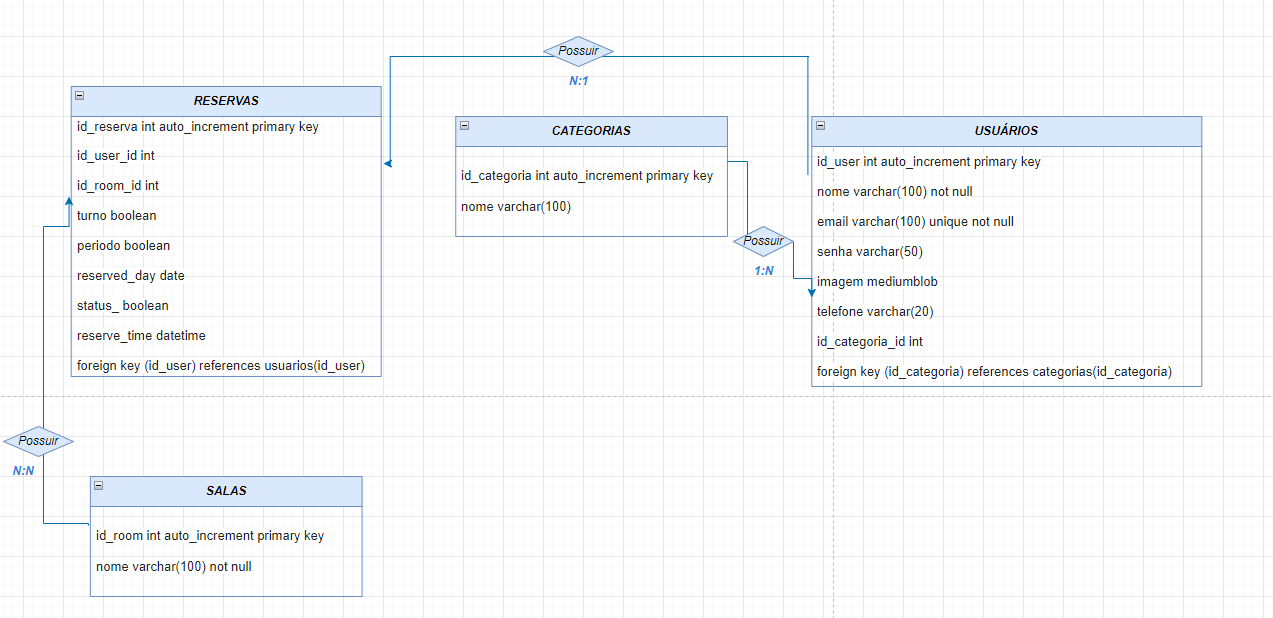 Possuir
N:1
RESERVAS
id_reserva int auto_increment primary key
id_user_id int
id_room_id int
turno boolean
periodo boolean
reserved_day date
status_ boolean
reserve_time datetime
foreign key (id_user) references usuarios(id_user)
CATEGORIAS
id_categoria int auto_increment primary key
nome varchar(100)
Possuir
1:N
USUÁRIOS
id_user int auto_increment primary key
nome varchar(100) not null
email varchar(100) unique not null
senha varchar(50)
imagem mediumblob
telefone varchar(20)
id_categoria_id int
foreign key (id_categoria) references categorias(id_categoria)
Possuir
N:N
SALAS
id_room int auto_increment primary key
nome varchar(100) not null